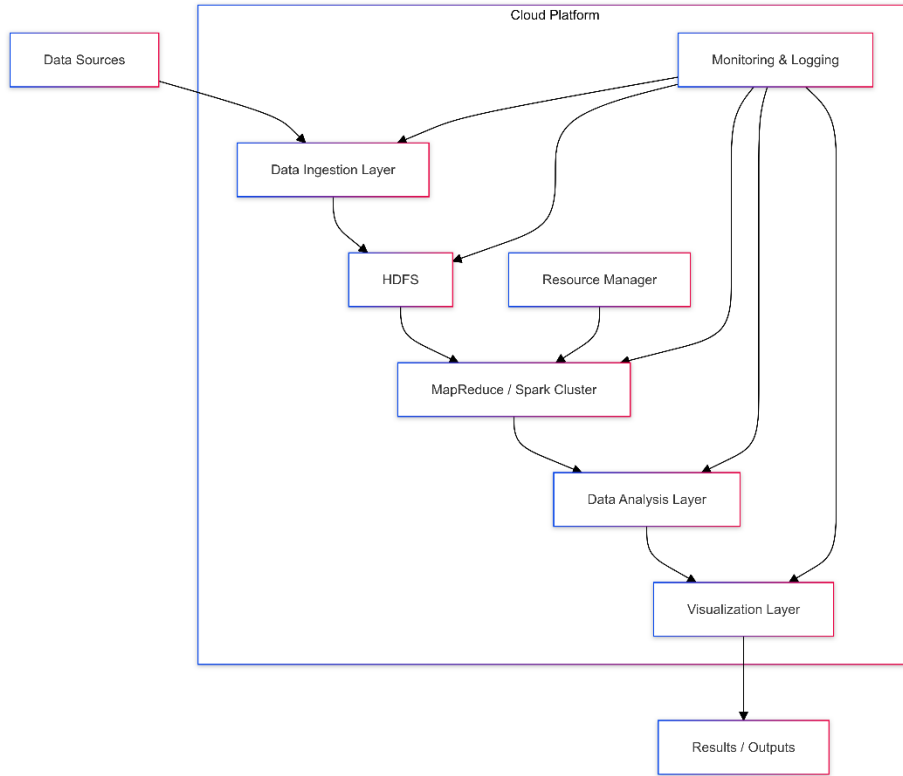 Cloud Platform
Data Sources
Monitoring & Logging
Data Ingestion Layer
HDFS
Resource Manager
MapReduce / Spark Cluster
Data Analysis Layer
Visualization Layer
Results / Outputs